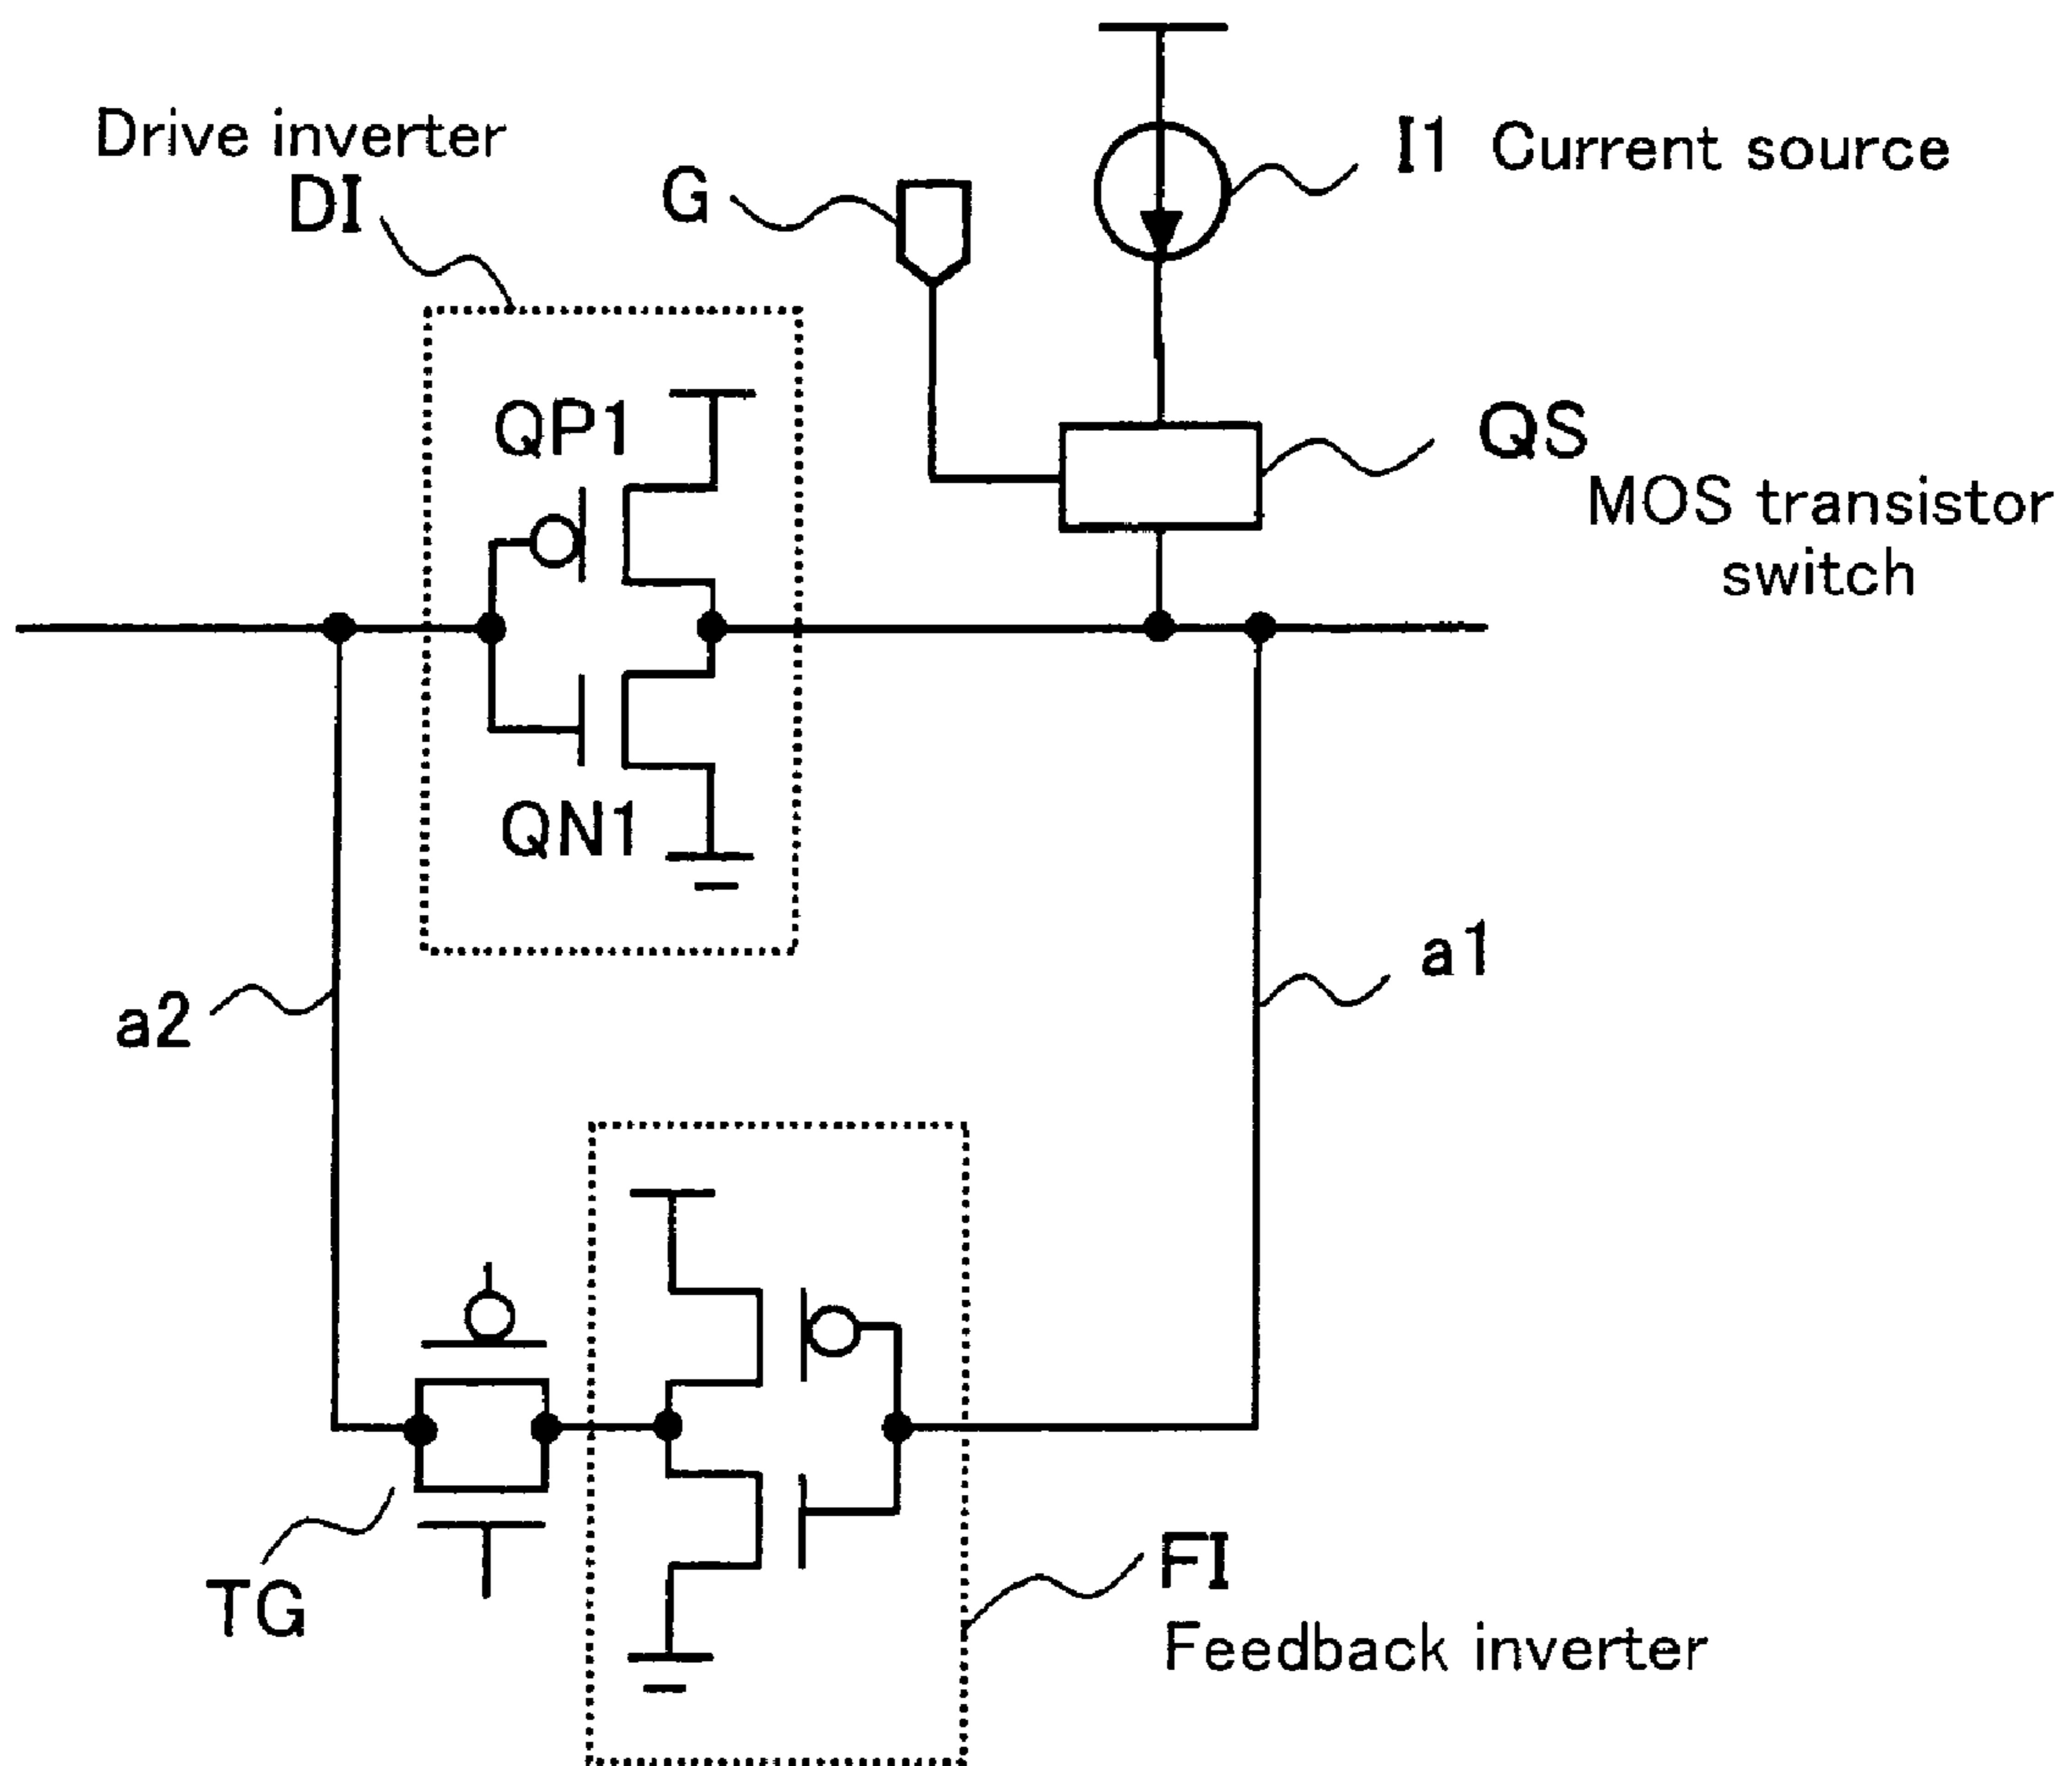 Drive inverter
DI
G
I1 Current source
QP1
QS
MOS transistor
switch
QN1
a1
a2
TG
FI
Feedback inverter